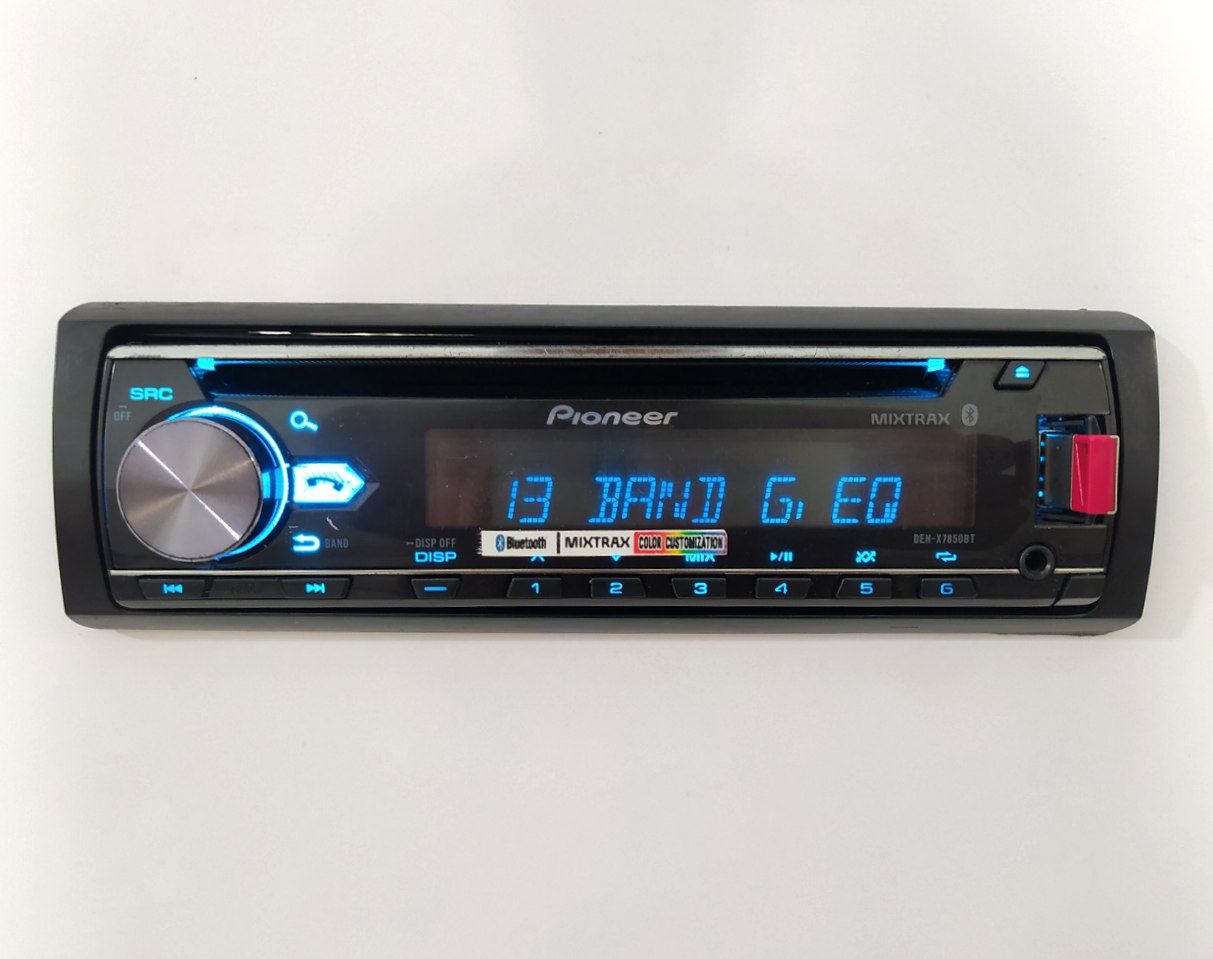 SRC
OFF
Pioneer
MIXTRAX
13 BAND G. EQ
BAND
DISP OFF
DISP
Bluetooth | MIXTRAX COLOR CUSTOMIZATION
DEH-X7850BT
MIX
1 2 3 4 5 6